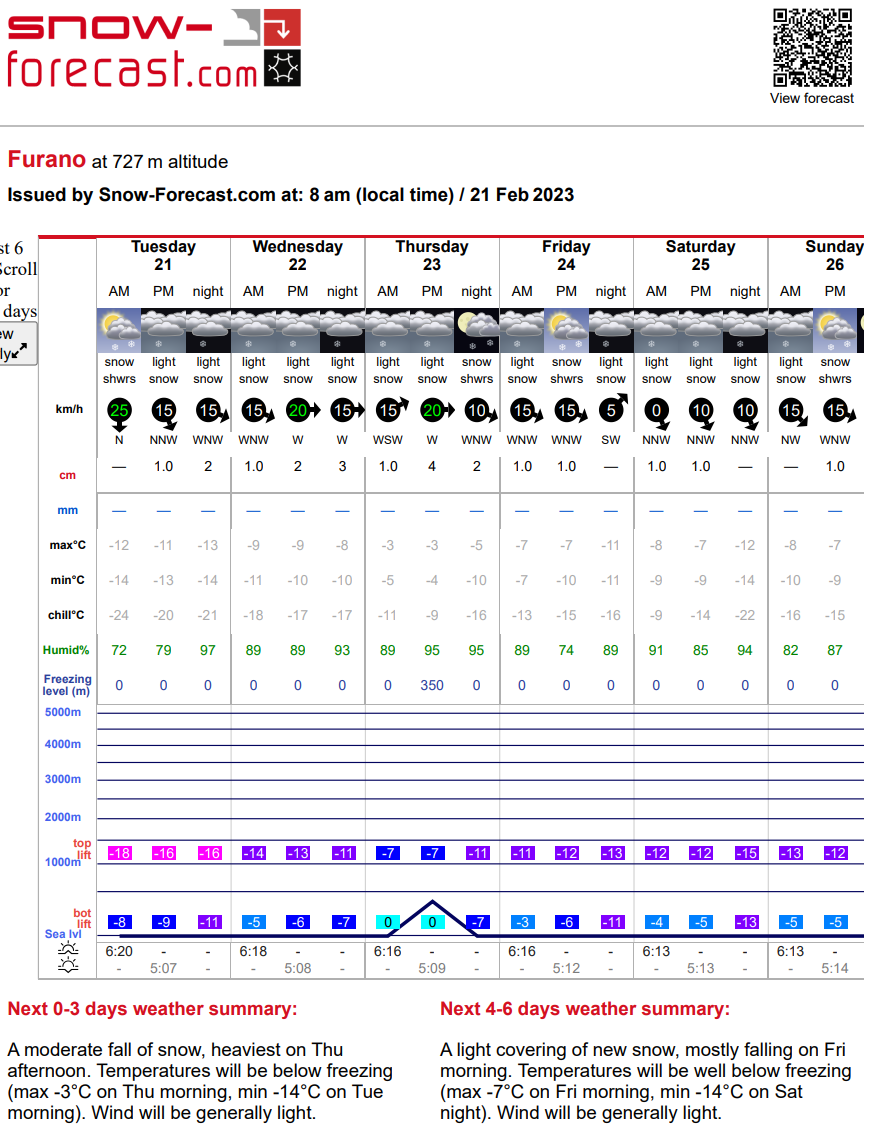 snow-
forecast.com
View forecast
Furano at 727 m altitude
Issued by Snow-Forecast.com at: 8 am (local time) / 21 Feb 2023
st 6
Scroll
or
days
ew
ly
Tuesday Wednesday Thursday Friday Saturday Sunday
21 22 23 24 25 26
AM PM night AM PM night AM PM night AM PM night AM PM night AM PM
snow light light light light light light light snow light light light light light light light snow
shwrs snow snow snow snow snow snow snow shwrs snow snow snow snow snow snow snow shwrs
km/h 25 15 15 15 20 15 15 20 10 15 15 5 0 10 10 15 15
N NNW WNW WNW W W WSW W WNW WNW WNW SW NNW NNW NNW NW WNW
cm — 1.0 2 1.0 2 3 1.0 4 2 1.0 1.0 — 1.0 1.0 — — 1.0
mm — — — — — — — — — — — — — — — — —
max°C -12 -11 -13 -9 -9 -8 -3 -3 -5 -7 -7 -11 -8 -7 -12 -8 -7
min°C -14 -13 -14 -11 -10 -10 -5 -4 -10 -7 -10 -11 -9 -9 -14 -10 -9
chill°C -24 -20 -21 -18 -17 -17 -11 -9 -16 -13 -15 -16 -9 -14 -22 -16 -15
Humid% 72 79 97 89 89 93 89 95 95 89 74 89 91 85 94 82 87
Freezing
level (m) 0 0 0 0 0 0 0 350 0 0 0 0 0 0 0 0 0
5000m
4000m
3000m
2000m
top
lift -18 -16 -16 -14 -13 -11 -7 -7 -11 -11 -12 -13 -12 -12 -15 -13 -12
1000m
bot
lift -8 -9 -11 -5 -6 -7 0 0 -7 -3 -6 -11 -4 -5 -13 -5 -5
Sea lvl
6:20 - - 6:18 - - 6:16 - - 6:16 - - 6:13 - - 6:13 -
- 5:07 - - 5:08 - - 5:09 - - 5:12 - - 5:13 - - 5:14
Next 0-3 days weather summary:
A moderate fall of snow, heaviest on Thu
afternoon. Temperatures will be below freezing
(max -3°C on Thu morning, min -14°C on Tue
morning). Wind will be generally light.
Next 4-6 days weather summary:
A light covering of new snow, mostly falling on Fri
morning. Temperatures will be well below freezing
(max -7°C on Fri morning, min -14°C on Sat
night). Wind will be generally light.